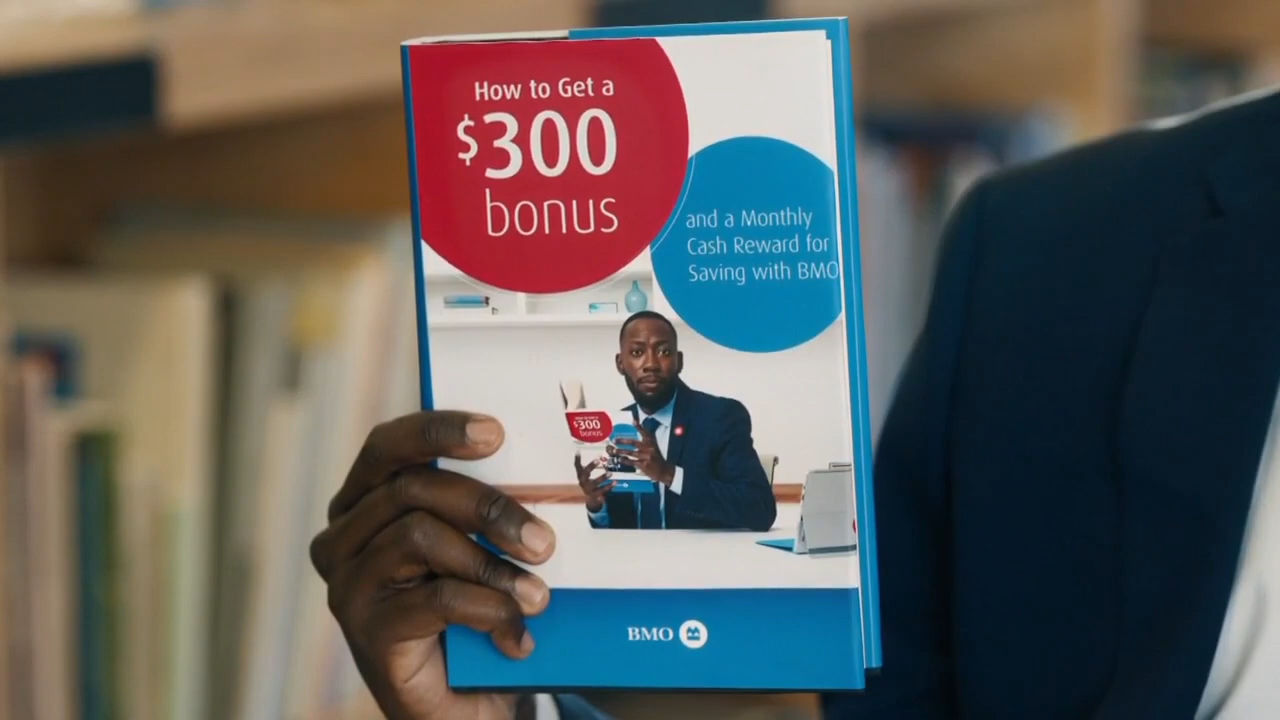 How to Get a
$300
bonus
and a Monthly
Cash Reward for
Saving with BMO
$300
bonus
BMO